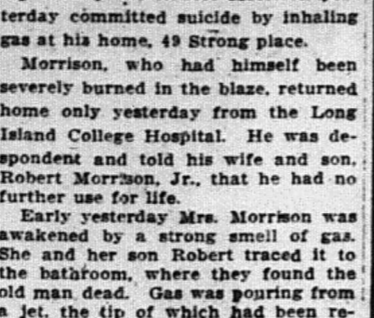 terday committed suicide by inhaling
gas at his home, 49 Strong place.
Morrison, who had himself been
severely burned in the blaze, returned
home only yesterday from the Long
Island College Hospital. He was de-
spondent and told his wife and son,
Robert Morrison, Jr., that he had no
further use for life.
Early yesterday Mrs. Morrison was
awakened by a strong smell of gas.
She and her son Robert traced it to
the bathroom, where they found the
old man dead. Gas was pouring from
a jet, the tip of which had been re-